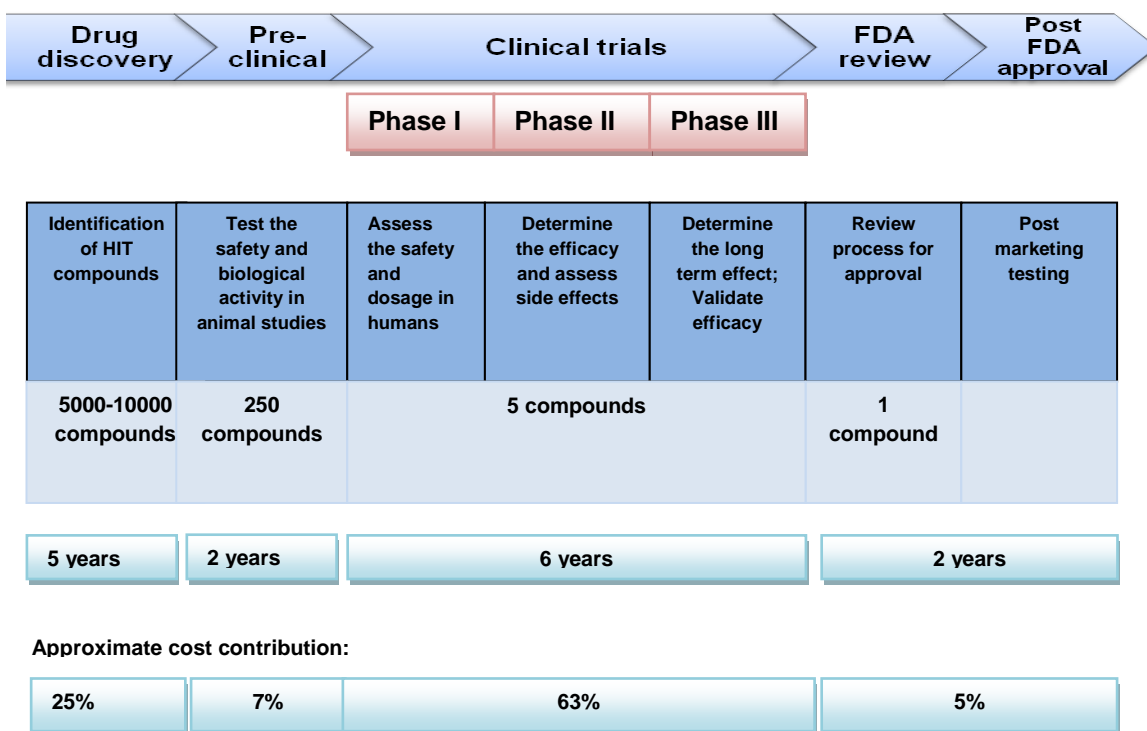 Drug
discovery
Pre-
clinical
Clinical trials
FDA
review
Post
FDA
approval
Phase I
Phase II
Phase III
Identification
of HIT
compounds
Test the
safety and
biological
activity in
animal studies
Assess
the safety
and
dosage in
humans
Determine
the efficacy
and assess
side effects
Determine
the long
term effect;
Validate
efficacy
Review
process for
approval
Post
marketing
testing
5000-10000
compounds
250
compounds
5 compounds
1
compound
5 years
2 years
6 years
2 years
Approximate cost contribution:
25%
7%
63%
5%